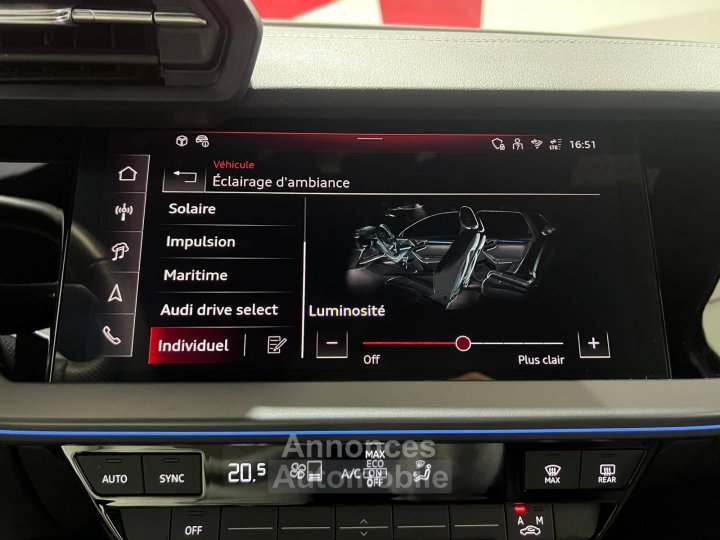 LTE
16:51
Véhicule
Éclairage d'ambiance
Solaire
Impulsion
Maritime
Audi drive select
Individuel
Luminosité
− +
Off Plus clair
AUTO SYNC 20.5 A/C MAX ECO ON OFF MAX REAR
Annonces
Automobile
OFF A M